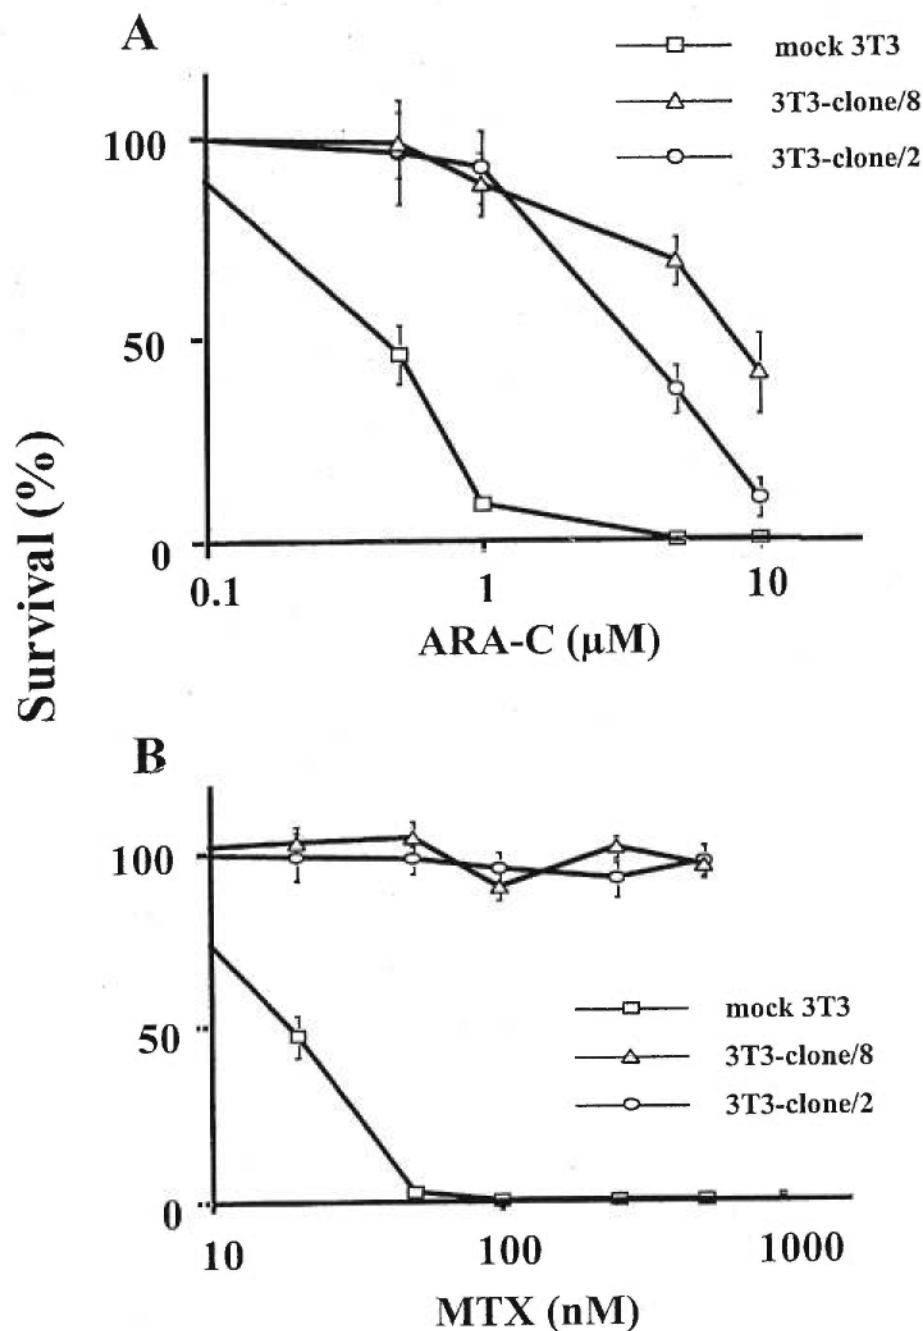 A
mock 3T3
3T3-clone/8
3T3-clone/2
100
50
0
0.1 1 10
ARA-C (μM)
Survival (%)
B
100
50
0
mock 3T3
3T3-clone/8
3T3-clone/2
10 100 1000
MTX (nM)